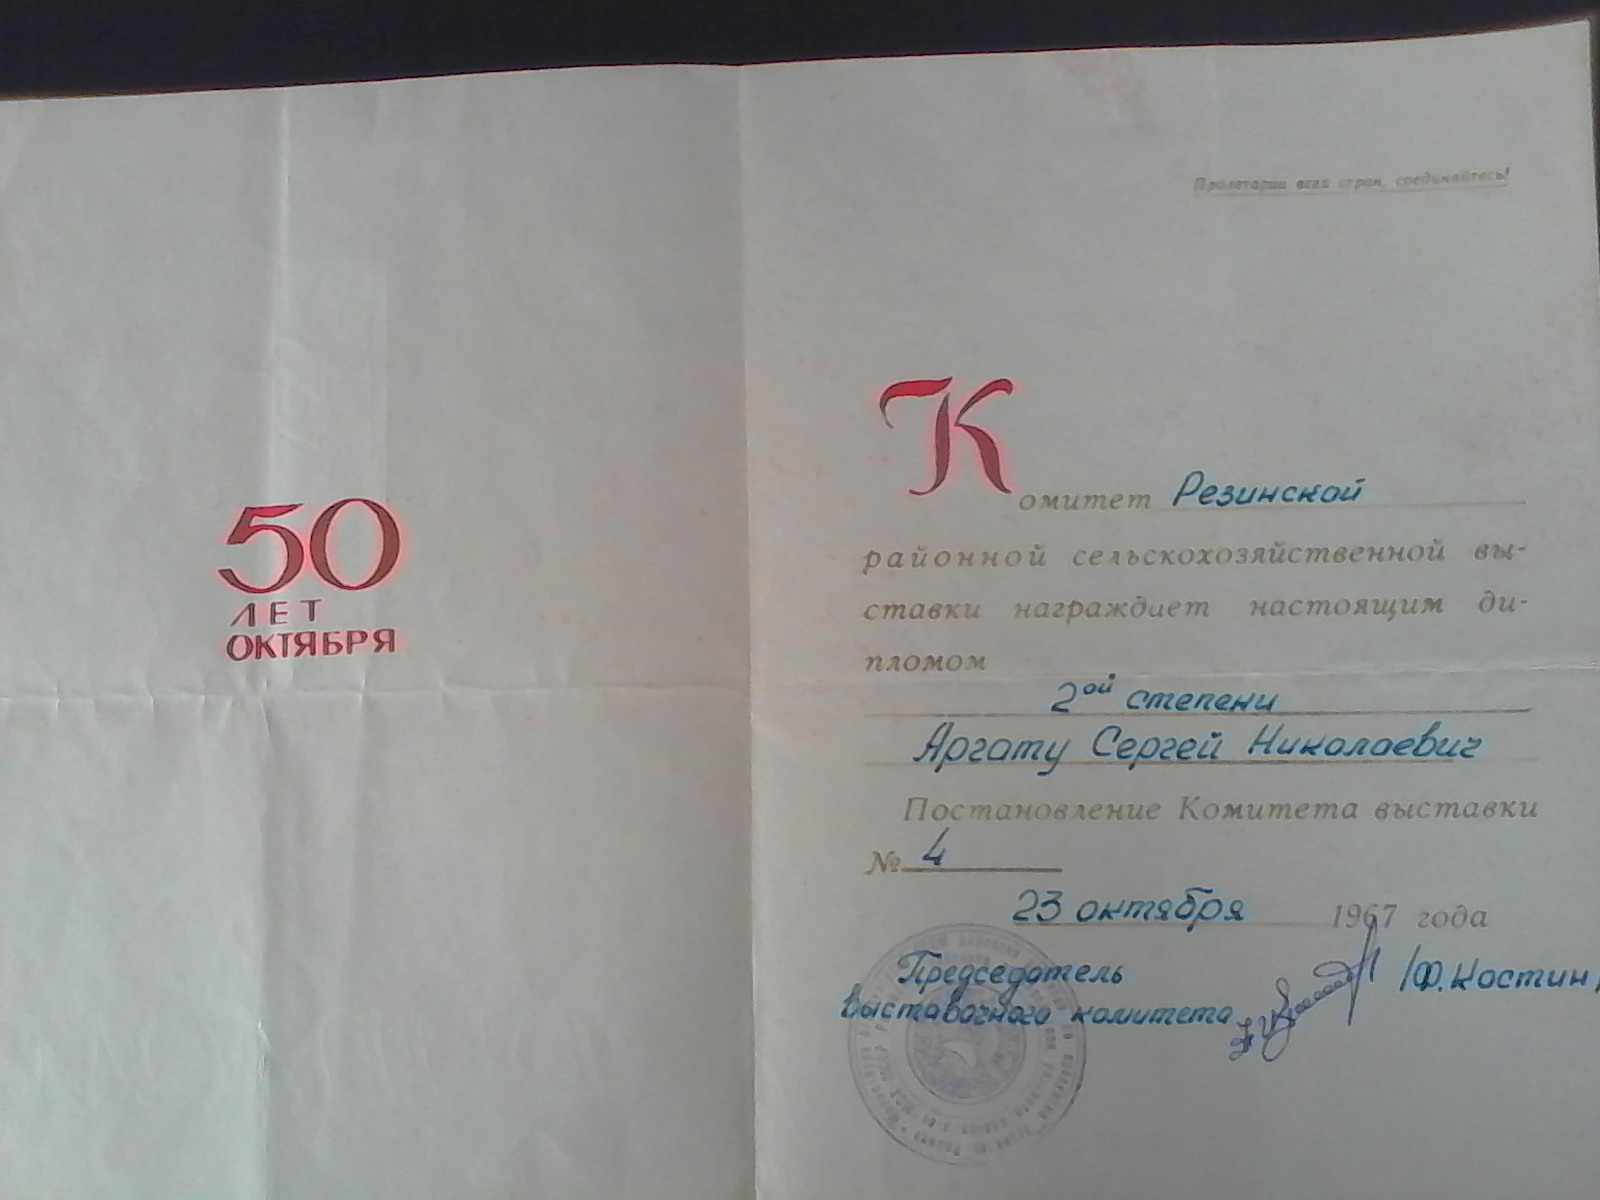 50
ЛЕТ
ОКТЯБРЯ
Пролетарии всех стран, соединяйтесь!
Комитет Резинской
районной сельскохозяйственной вы-
ставки награждает настоящим ди-
пломом
2ой степени
Аргату Сергей Николаевич
Постановление Комитета выставки
№ 4
23 октября 1967 года
Председатель
выставочного комитета /Ф. Костин/